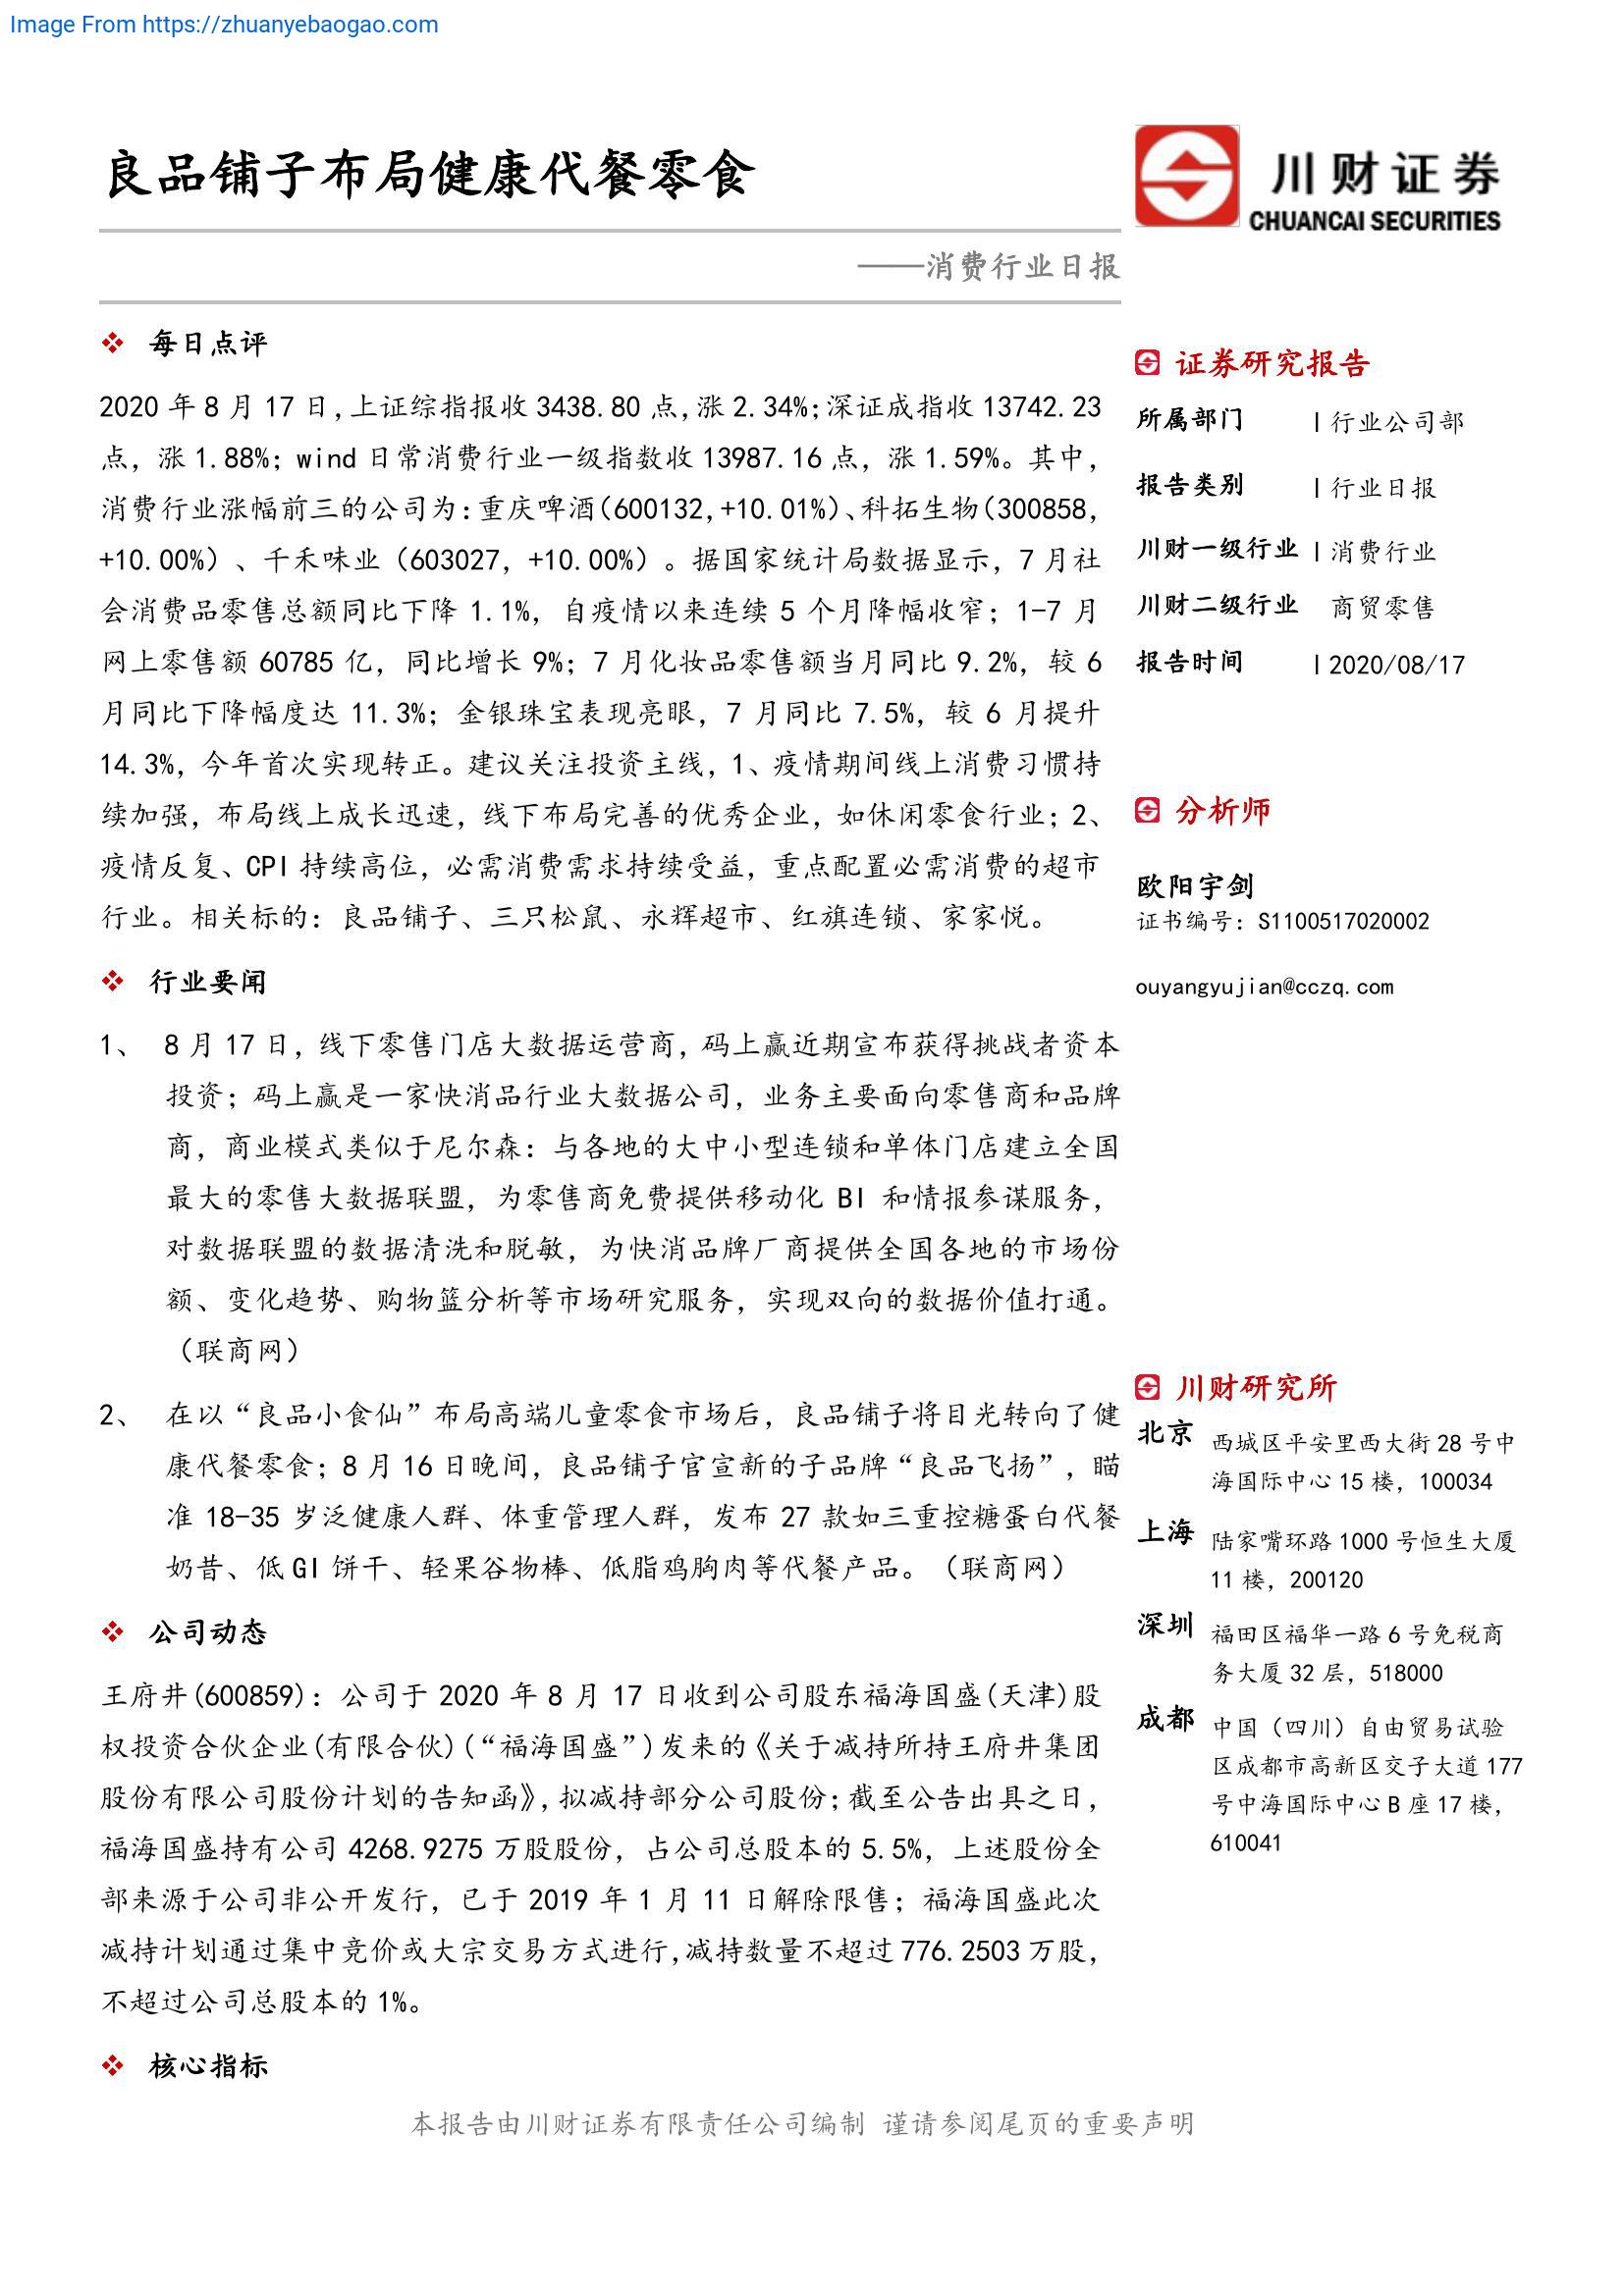 Image From https://zhuanyebaogao.com
良品铺子布局健康代餐零食
川财证券
CHUANCAI SECURITIES
——消费行业日报
❖ 每日点评
2020 年 8 月 17 日,上证综指报收 3438.80 点,涨 2.34%;深证成指收 13742.23
点，涨 1.88%；wind 日常消费行业一级指数收 13987.16 点，涨 1.59%。其中，
消费行业涨幅前三的公司为:重庆啤酒(600132,+10.01%)、科拓生物(300858,
+10.00%）、千禾味业（603027，+10.00%）。据国家统计局数据显示，7 月社
会消费品零售总额同比下降 1.1%，自疫情以来连续 5 个月降幅收窄；1-7 月
网上零售额 60785 亿，同比增长 9%；7 月化妆品零售额当月同比 9.2%，较 6
月同比下降幅度达 11.3%；金银珠宝表现亮眼，7 月同比 7.5%，较 6 月提升
14.3%，今年首次实现转正。建议关注投资主线，1、疫情期间线上消费习惯持
续加强，布局线上成长迅速，线下布局完善的优秀企业，如休闲零食行业；2、
疫情反复、CPI 持续高位，必需消费需求持续受益，重点配置必需消费的超市
行业。相关标的：良品铺子、三只松鼠、永辉超市、红旗连锁、家家悦。
❖ 行业要闻
1、 8 月 17 日，线下零售门店大数据运营商，码上赢近期宣布获得挑战者资本
投资；码上赢是一家快消品行业大数据公司，业务主要面向零售商和品牌
商，商业模式类似于尼尔森：与各地的大中小型连锁和单体门店建立全国
最大的零售大数据联盟，为零售商免费提供移动化 BI 和情报参谋服务，
对数据联盟的数据清洗和脱敏，为快消品牌厂商提供全国各地的市场份
额、变化趋势、购物篮分析等市场研究服务，实现双向的数据价值打通。
（联商网）
2、 在以“良品小食仙”布局高端儿童零食市场后，良品铺子将目光转向了健
康代餐零食；8 月 16 日晚间，良品铺子官宣新的子品牌“良品飞扬”，瞄
准 18-35 岁泛健康人群、体重管理人群，发布 27 款如三重控糖蛋白代餐
奶昔、低 GI 饼干、轻果谷物棒、低脂鸡胸肉等代餐产品。（联商网）
❖ 公司动态
王府井(600859)：公司于 2020 年 8 月 17 日收到公司股东福海国盛(天津)股
权投资合伙企业(有限合伙)(“福海国盛”)发来的《关于减持所持王府井集团
股份有限公司股份计划的告知函》,拟减持部分公司股份;截至公告出具之日，
福海国盛持有公司 4268.9275 万股股份，占公司总股本的 5.5%，上述股份全
部来源于公司非公开发行，已于 2019 年 1 月 11 日解除限售；福海国盛此次
减持计划通过集中竞价或大宗交易方式进行,减持数量不超过 776.2503 万股，
不超过公司总股本的 1%。
❖ 核心指标
证券研究报告
所属部门 | 行业公司部
报告类别 | 行业日报
川财一级行业 | 消费行业
川财二级行业 商贸零售
报告时间 | 2020/08/17
分析师
欧阳宇剑
证书编号：S1100517020002
ouyangyujian@cczq.com
川财研究所
北京 西城区平安里西大街 28 号中
海国际中心 15 楼，100034
上海 陆家嘴环路 1000 号恒生大厦
11 楼，200120
深圳 福田区福华一路 6 号免税商
务大厦 32 层，518000
成都 中国（四川）自由贸易试验
区成都市高新区交子大道 177
号中海国际中心 B 座 17 楼，
610041
本报告由川财证券有限责任公司编制 谨请参阅尾页的重要声明